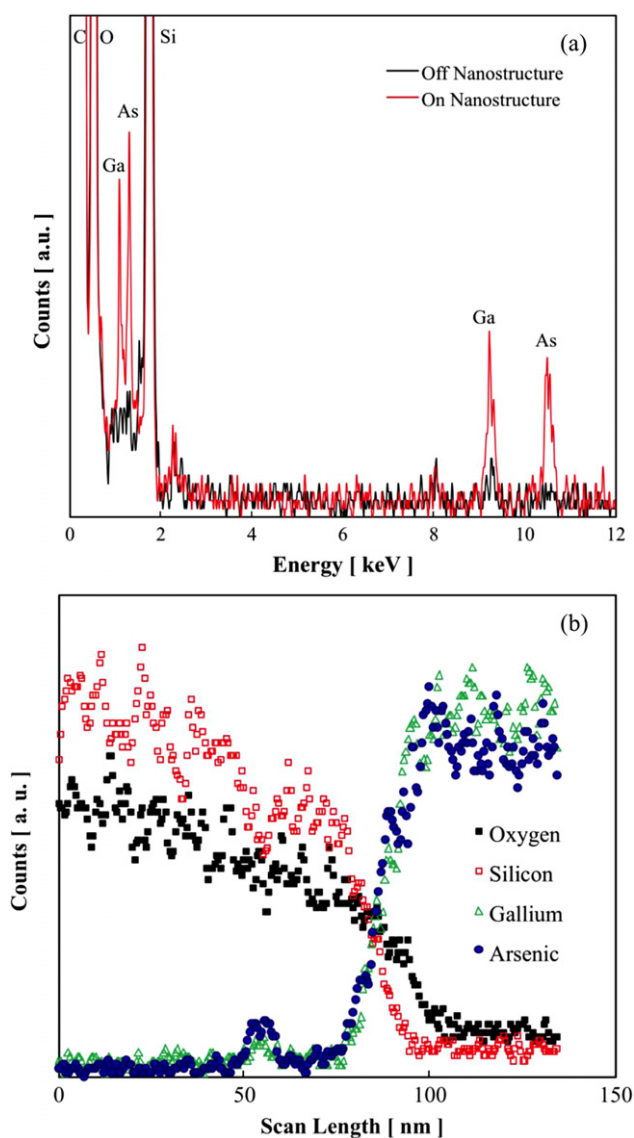 (a)
C O Si
Off Nanostructure
On Nanostructure
As
Ga
Ga
As
Counts [ a.u. ]
0 2 4 6 8 10 12
Energy [ keV ]
(b)
Counts [ a. u. ]
Oxygen
Silicon
Gallium
Arsenic
0 50 100 150
Scan Length [ nm ]